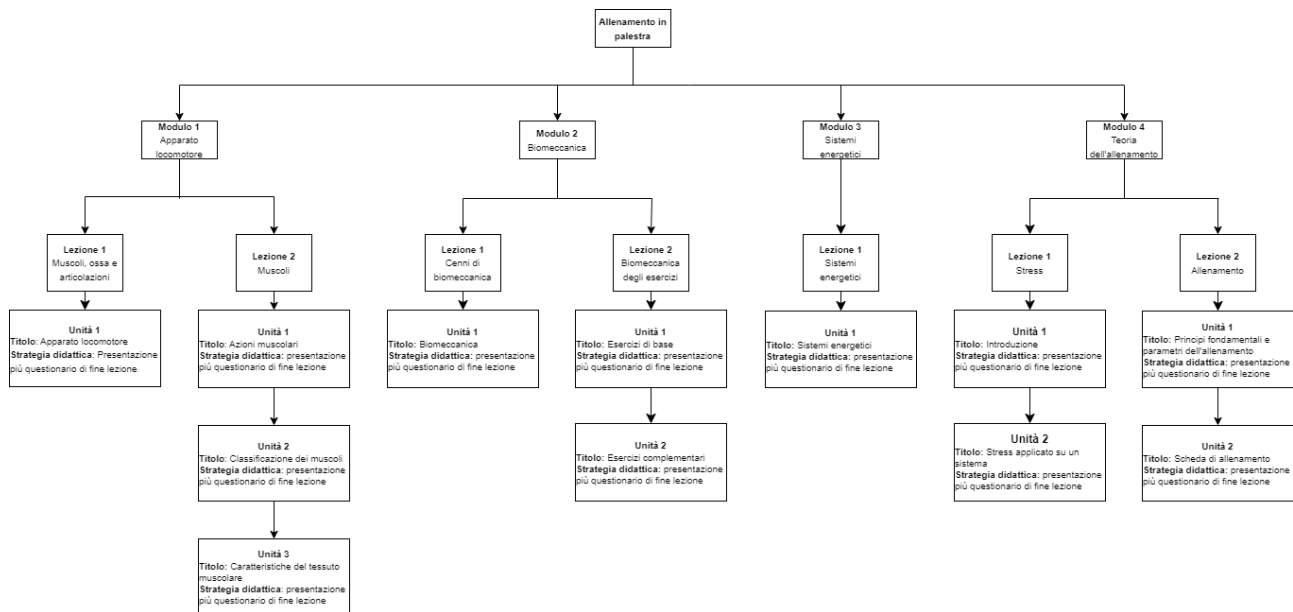 Allenamento in
palestra
Modulo 1
Apparato
locomotore
Modulo 2
Biomeccanica
Modulo 3
Sistemi
energetici
Modulo 4
Teoria
dell'allenamento
Lezione 1
Muscoli, ossa e
articolazioni
Lezione 2
Muscoli
Lezione 1
Cenni di
biomeccanica
Lezione 2
Biomeccanica
degli esercizi
Lezione 1
Sistemi
energetici
Lezione 1
Stress
Lezione 2
Allenamento
Unità 1
Titolo: Apparato locomotore
Strategia didattica: Presentazione
più questionario di fine lezione
Unità 1
Titolo: Azioni muscolari
Strategia didattica: presentazione
più questionario di fine lezione
Unità 1
Titolo: Biomeccanica
Strategia didattica: presentazione
più questionario di fine lezione
Unità 1
Titolo: Esercizi di base
Strategia didattica: presentazione
più questionario di fine lezione
Unità 1
Titolo: Sistemi energetici
Strategia didattica: presentazione
più questionario di fine lezione
Unità 1
Titolo: Introduzione
Strategia didattica: presentazione
più questionario di fine lezione
Unità 1
Titolo: Principi fondamentali e
parametri dell'allenamento
Strategia didattica: presentazione
più questionario di fine lezione
Unità 2
Titolo: Classificazione dei muscoli
Strategia didattica: presentazione
più questionario di fine lezione
Unità 2
Titolo: Esercizi complementari
Strategia didattica: presentazione
più questionario di fine lezione
Unità 2
Titolo: Stress applicato su un
sistema
Strategia didattica: presentazione
più questionario di fine lezione
Unità 2
Titolo: Scheda di allenamento
Strategia didattica: presentazione
più questionario di fine lezione
Unità 3
Titolo: Caratteristiche del tessuto
muscolare
Strategia didattica: presentazione
più questionario di fine lezione